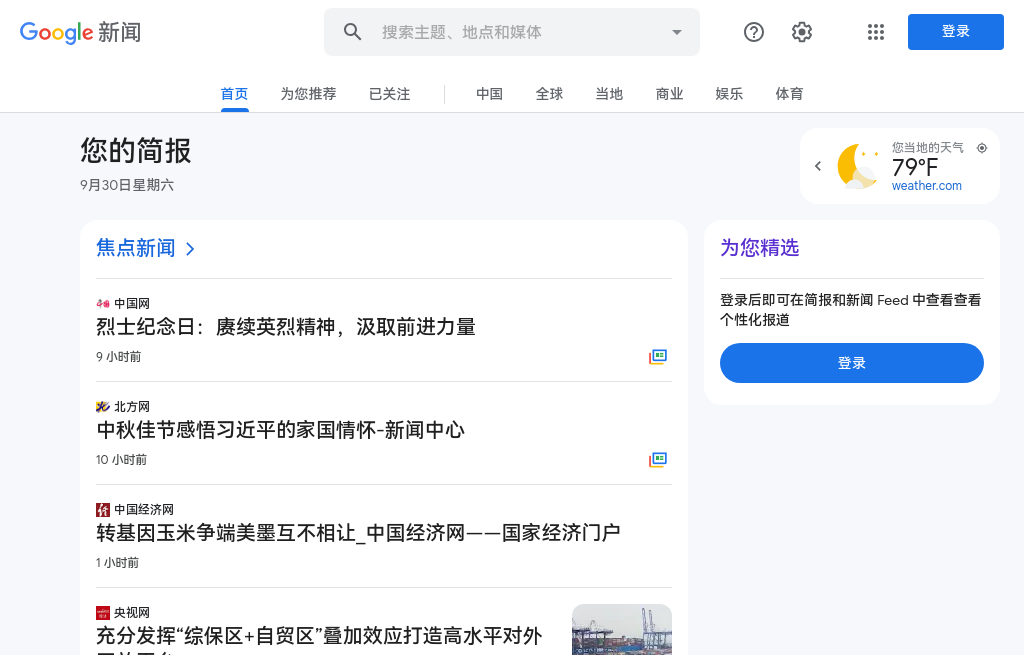 Google 新闻
搜索主题、地点和媒体
登录
首页 为您推荐 已关注 中国 全球 当地 商业 娱乐 体育
您的简报
9月30日星期六
您当地的天气
79°F
weather.com
焦点新闻
中国网
烈士纪念日：赓续英烈精神，汲取前进力量
9 小时前
北方网
中秋佳节感悟习近平的家国情怀-新闻中心
10 小时前
中国经济网
转基因玉米争端美墨互不相让_中国经济网——国家经济门户
1 小时前
央视网
充分发挥“综保区+自贸区”叠加效应打造高水平对外
为您精选
登录后即可在简报和新闻 Feed 中查看查看
个性化报道
登录